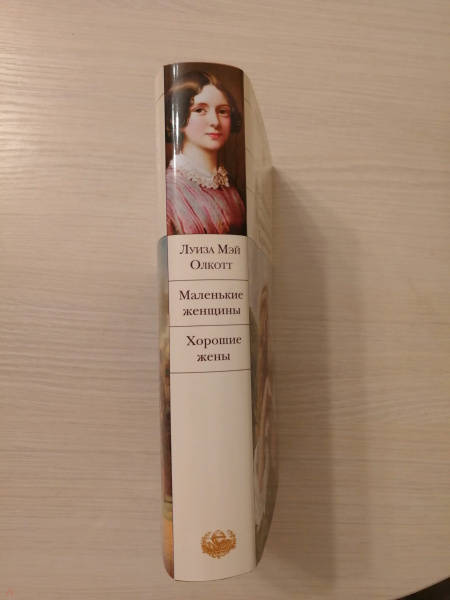 Луиза Мэй
Олкотт
Маленькие
женщины
Хорошие
жены